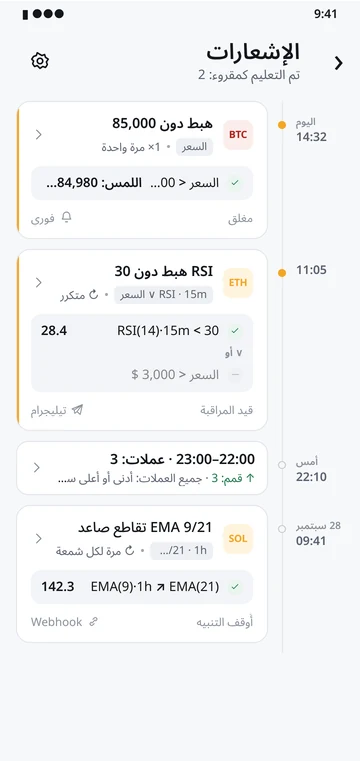 9:41
الإشعارات
تم التعليم كمقروء: 2
اليوم
14:32
BTC
هبط دون 85,000
السعر • 1× مرة واحدة
السعر > 00... اللمس: 84,980...
مغلق
فوري
11:05
ETH
RSI هبط دون 30
RSI · 15m ∨ السعر • ↻ متكرر
RSI(14)·15m < 30 28.4
∨ أو
السعر > 3,000 $
قيد المراقبة
تيليجرام
أمس
22:10
22:00–23:00 · عملات: 3
↑ قمم: 3 · جميع العملات: أدنى أو أعلى سـ...
28 سبتمبر
09:41
SOL
EMA 9/21 تقاطع صاعد
.../21 · 1h • ↻ مرة لكل شمعة
EMA(9)·1h ↗ EMA(21) 142.3
أوقف التنبيه
Webhook